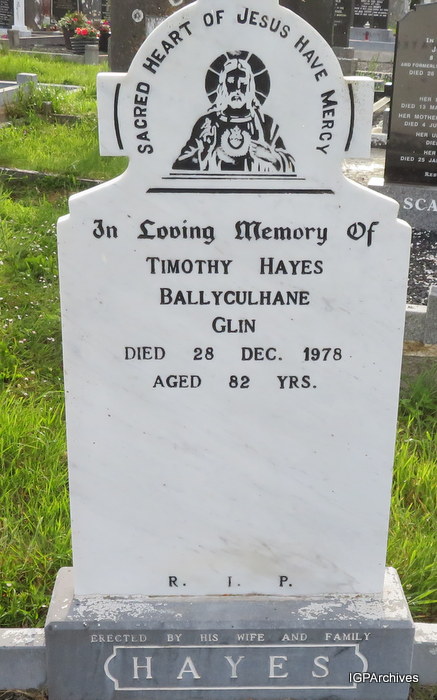 SACRED HEART OF JESUS HAVE MERCY
In Loving Memory Of
TIMOTHY HAYES
BALLYCULHANE
GLIN
DIED 28 DEC. 1978
AGED 82 YRS.
R. I. P.
ERECTED BY HIS WIFE AND FAMILY
HAYES
IGPArchives
SCA